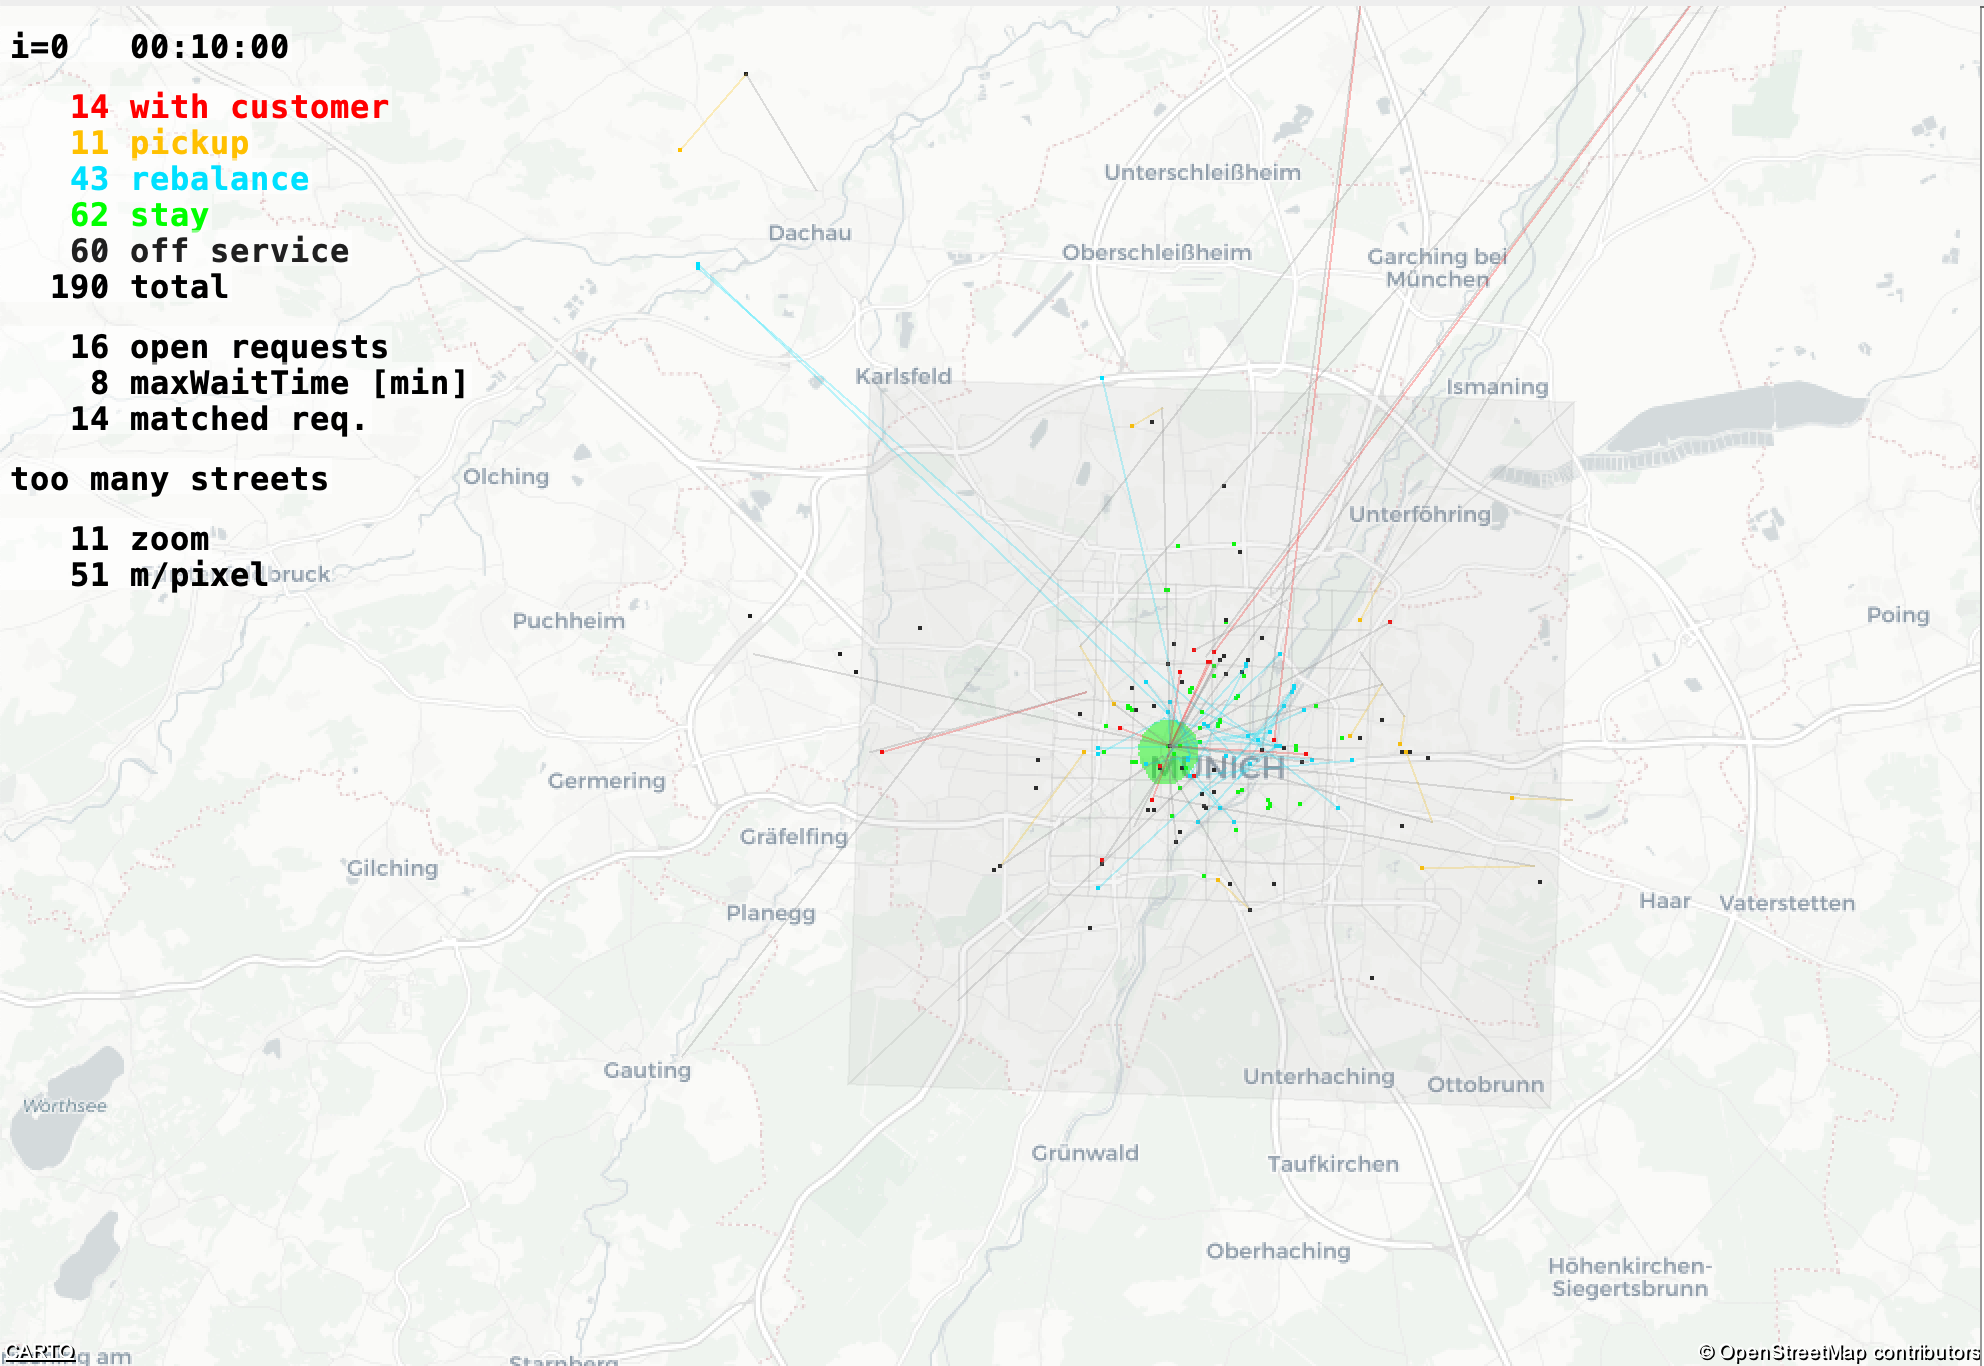 i=0   00:10:00
14 with customer
11 pickup
43 rebalance
62 stay
60 off service
190 total
16 open requests
8 maxWaitTime [min]
14 matched req.
too many streets
11 zoom
51 m/pixel
Unterschleißheim
Dachau
Oberschleißheim
Garching bei
München
Karlsfeld
Ismaning
Olching
Unterföhring
Puchheim
Poing
MUNICH
Germering
Gräfelfing
Gilching
Planegg
Haar
Vaterstetten
Gauting
Unterhaching
Ottobrunn
Wörthsee
Grünwald
Taufkirchen
Oberhaching
Höhenkirchen-
Siegertsbrunn
CARTO
am
Starnberg
© OpenStreetMap contributors